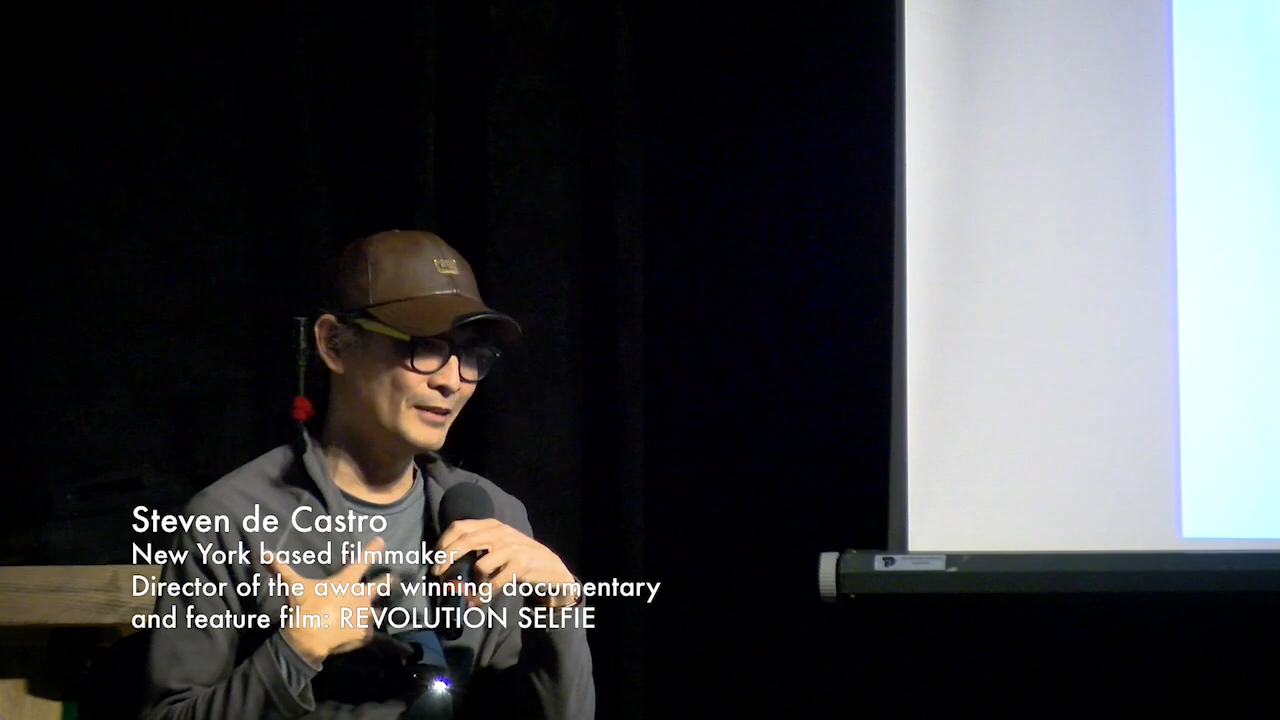 Steven de Castro
New York based filmmaker
Director of the award winning documentary
and feature film: REVOLUTION SELFIE